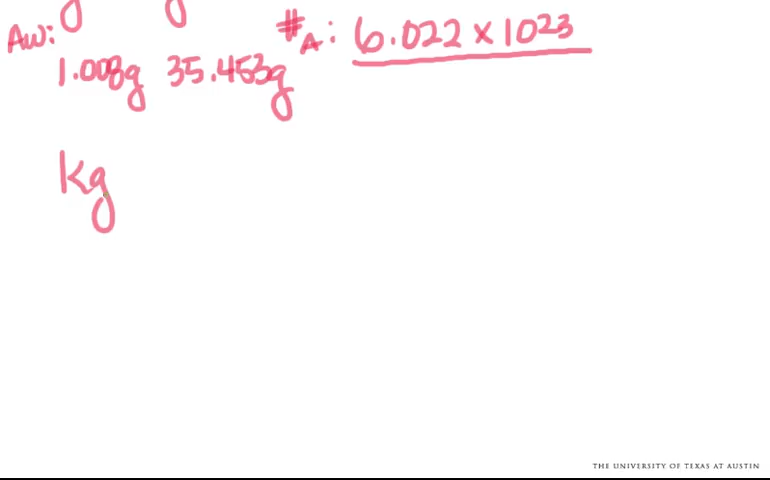 Aw: #A: 6.022 x 10²³
1.008g 35.453g
kg
THE UNIVERSITY OF TEXAS AT AUSTIN